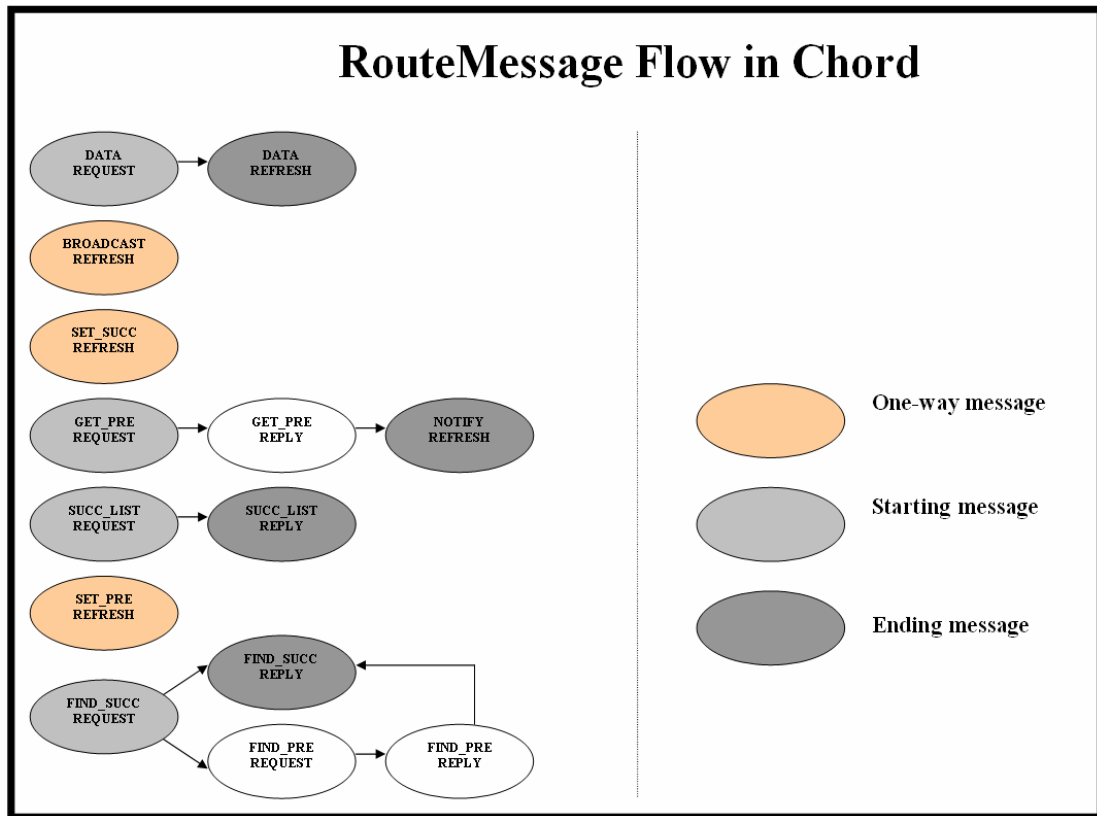 RouteMessage Flow in Chord
DATA
REQUEST
DATA
REFRESH
BROADCAST
REFRESH
SET_SUCC
REFRESH
GET_PRE
REQUEST
GET_PRE
REPLY
NOTIFY
REFRESH
SUCC_LIST
REQUEST
SUCC_LIST
REPLY
SET_PRE
REFRESH
FIND_SUCC
REPLY
FIND_SUCC
REQUEST
FIND_PRE
REQUEST
FIND_PRE
REPLY
One-way message
Starting message
Ending message